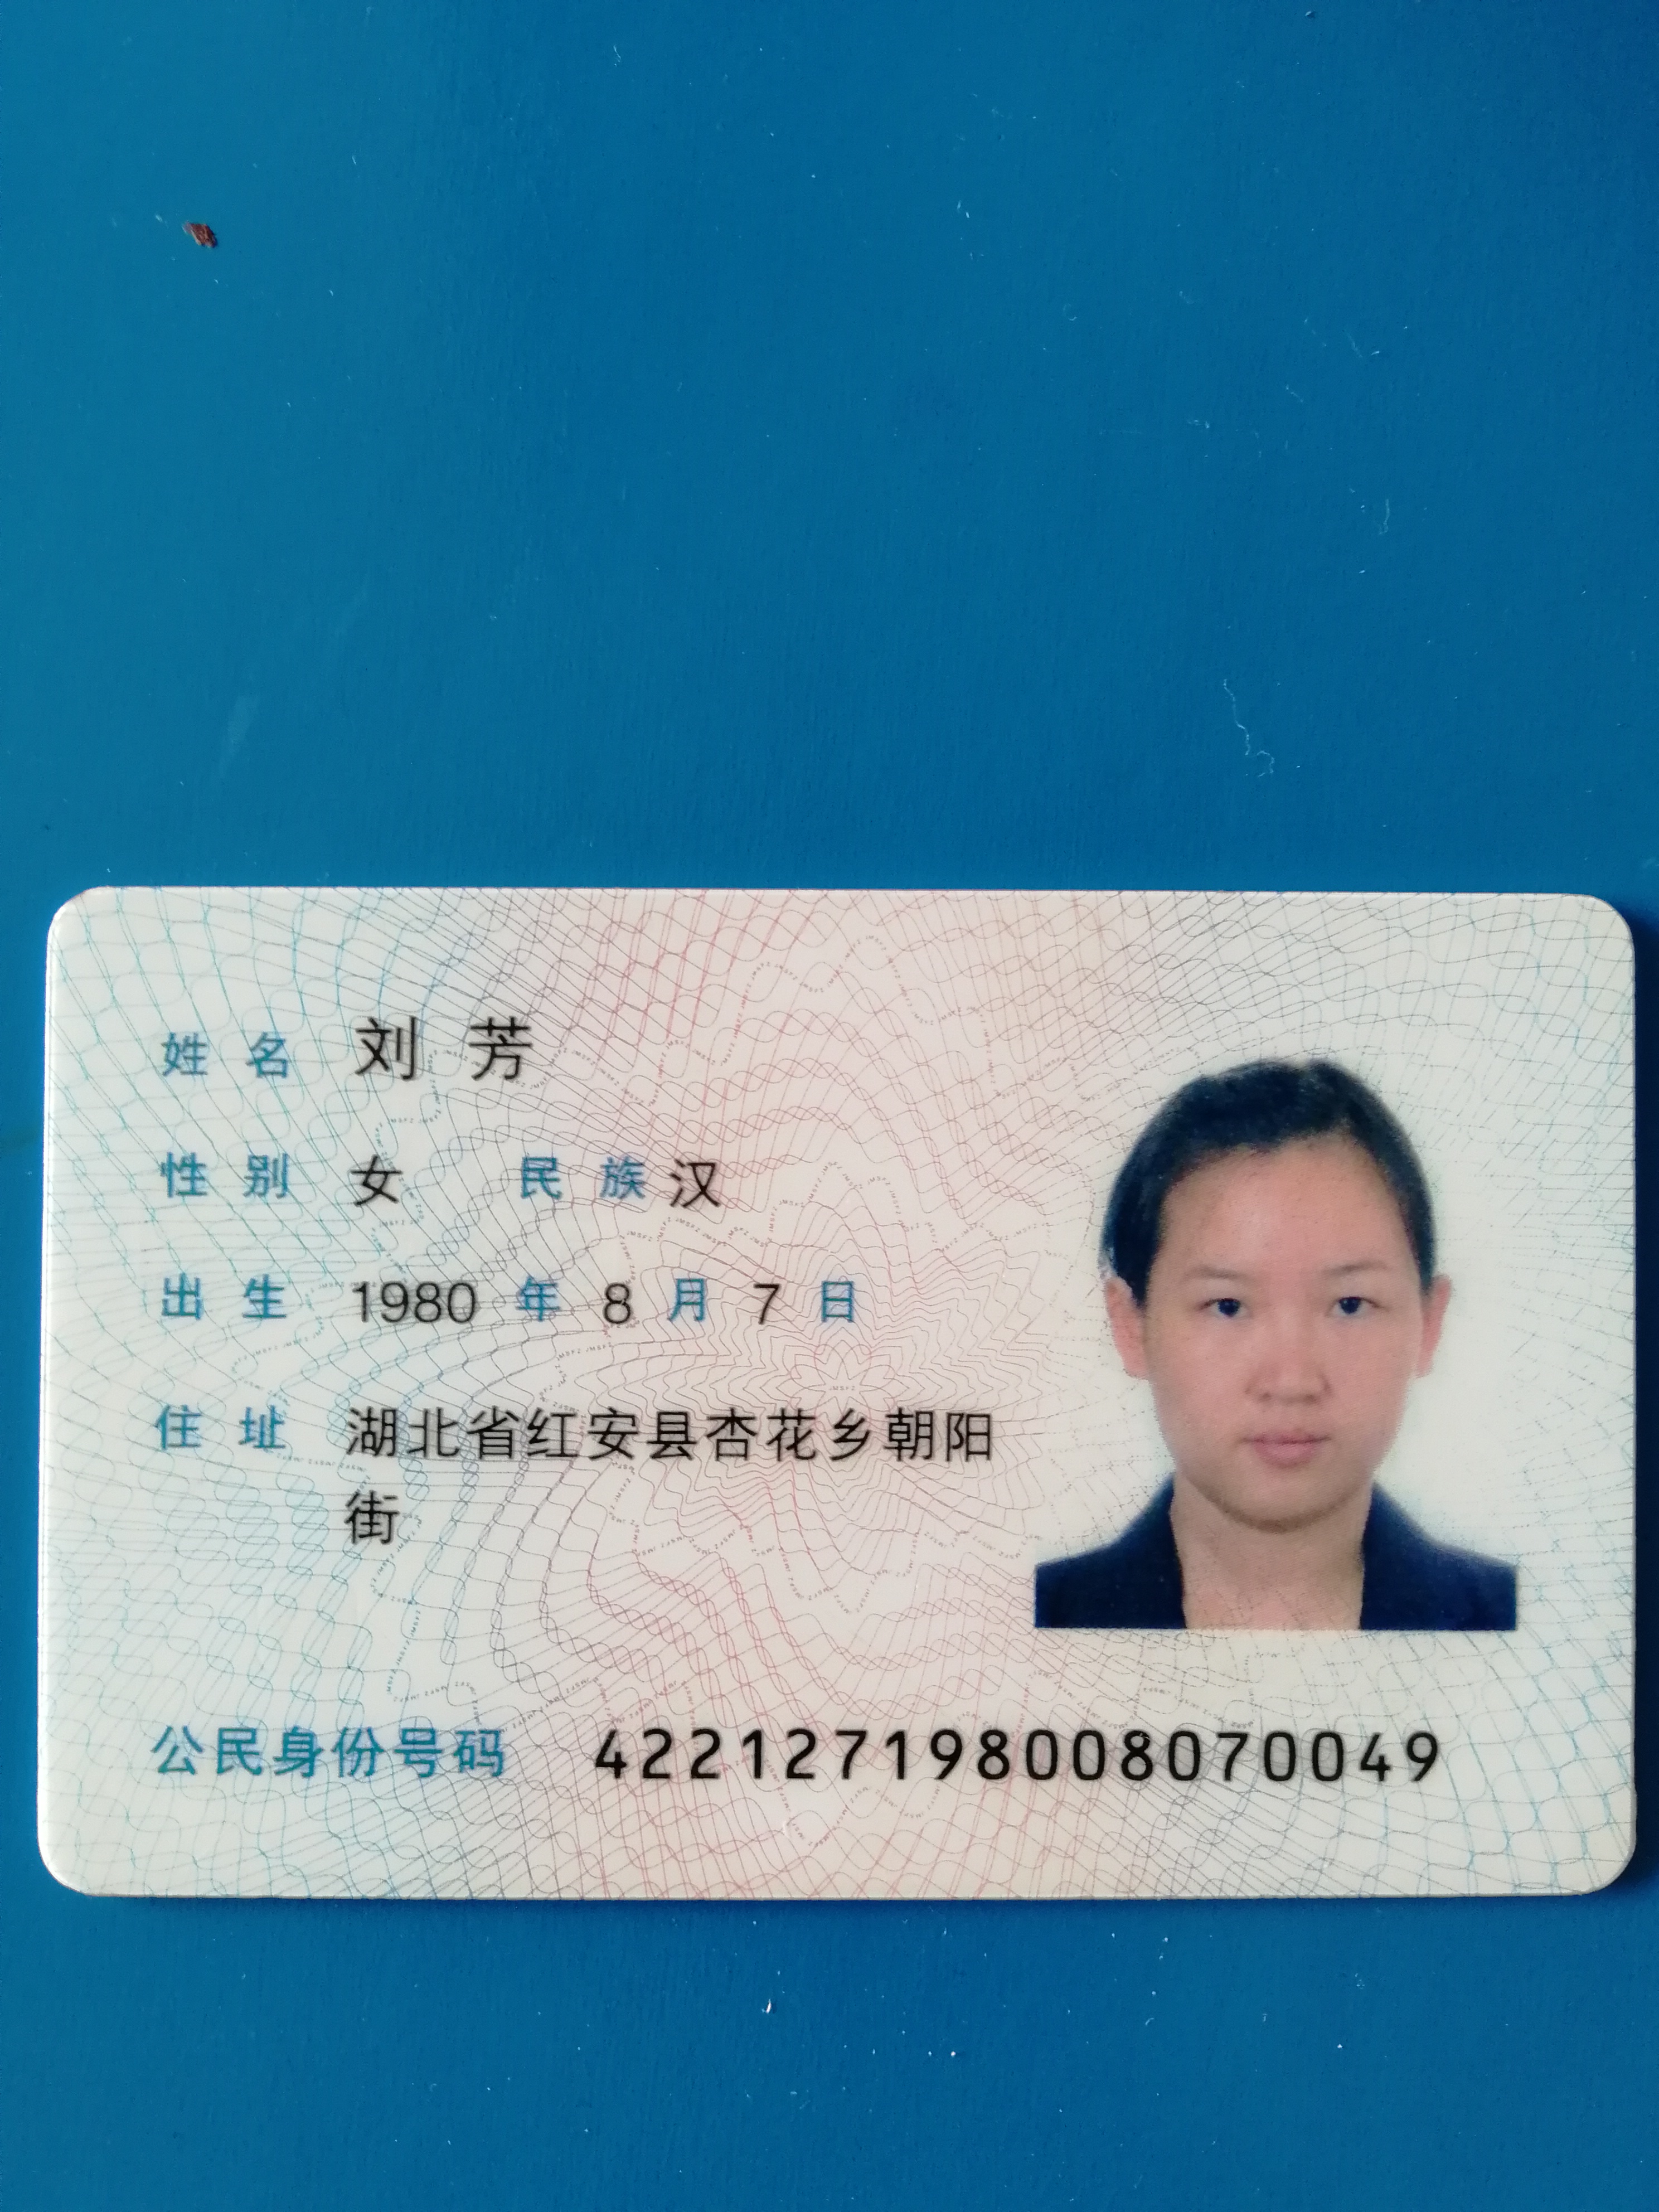 姓名 刘芳
性别 女 民族 汉
出生 1980 年 8 月 7 日
住址 湖北省红安县杏花乡朝阳
街
公民身份号码 422127198008070049